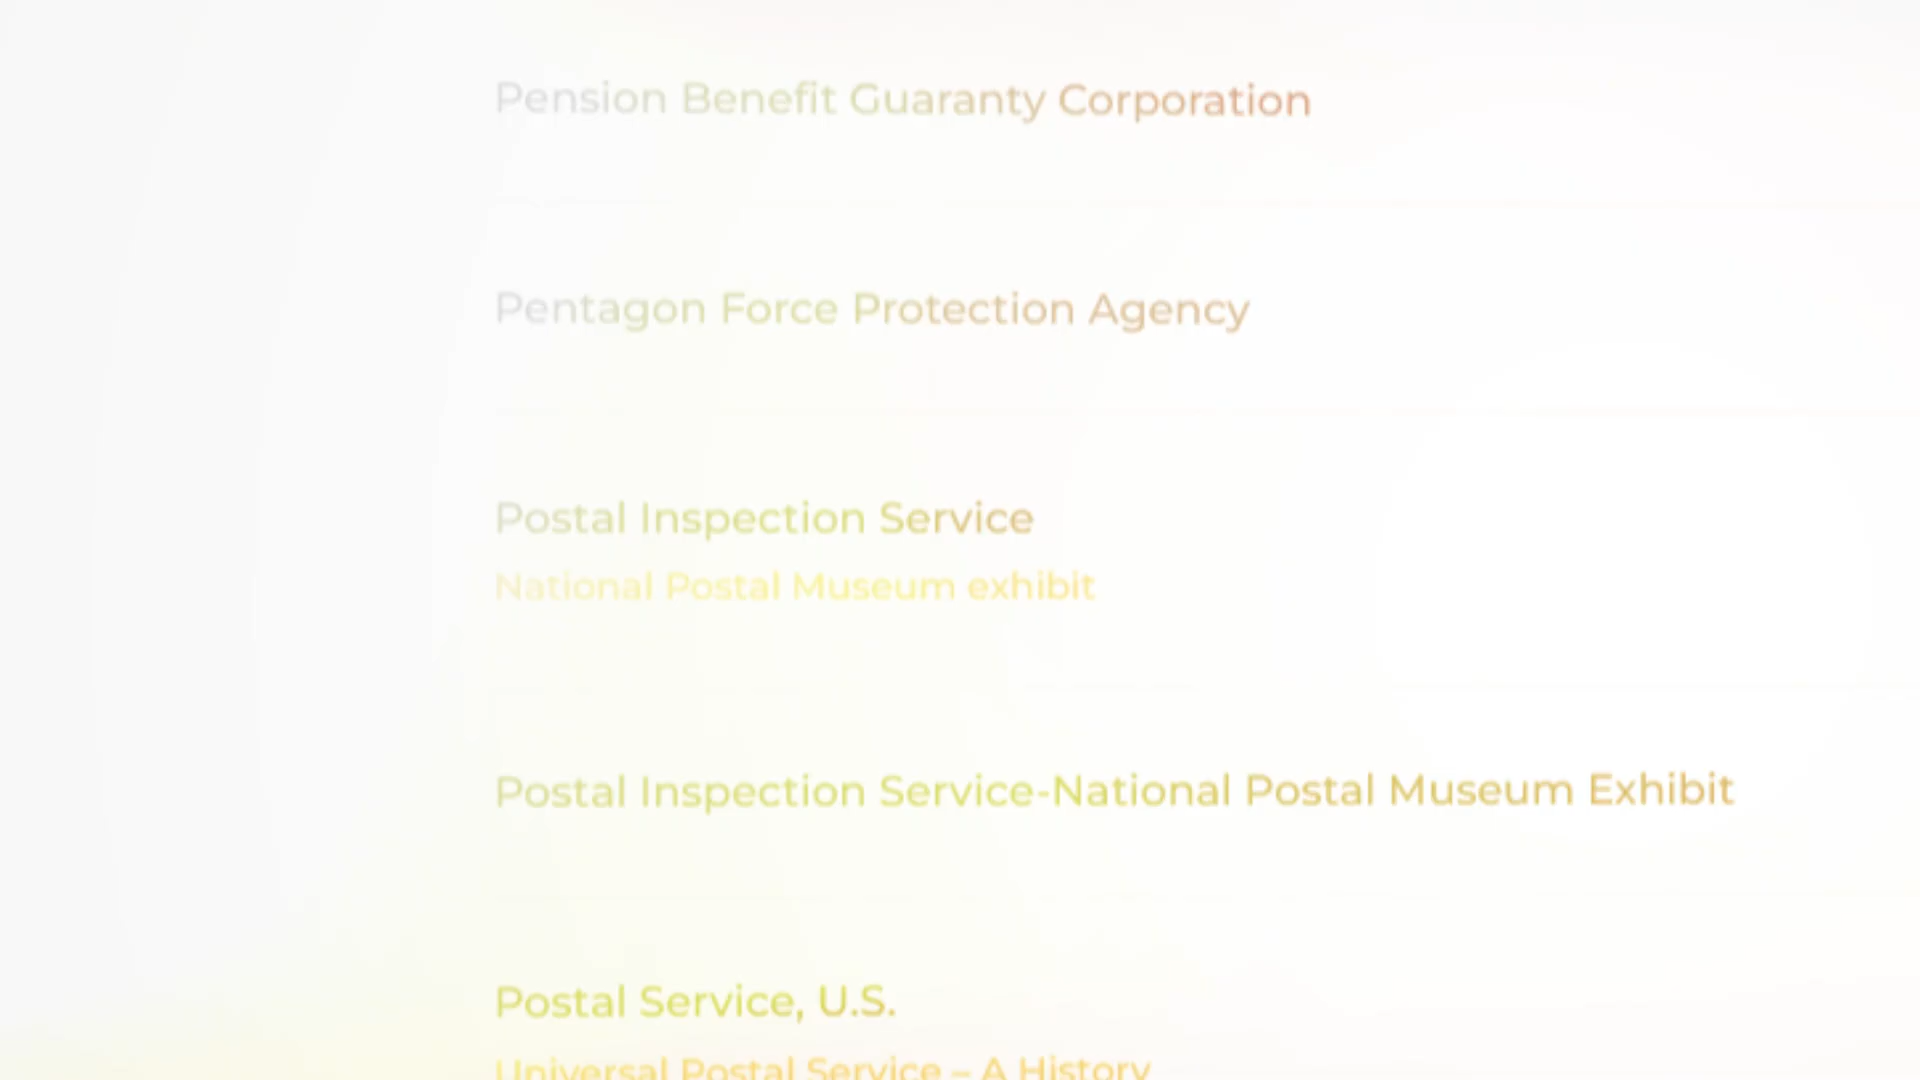 Pension Benefit Guaranty Corporation
Pentagon Force Protection Agency
Postal Inspection Service
National Postal Museum exhibit
Postal Inspection Service-National Postal Museum Exhibit
Postal Service, U.S.
Universal Postal Service – A History